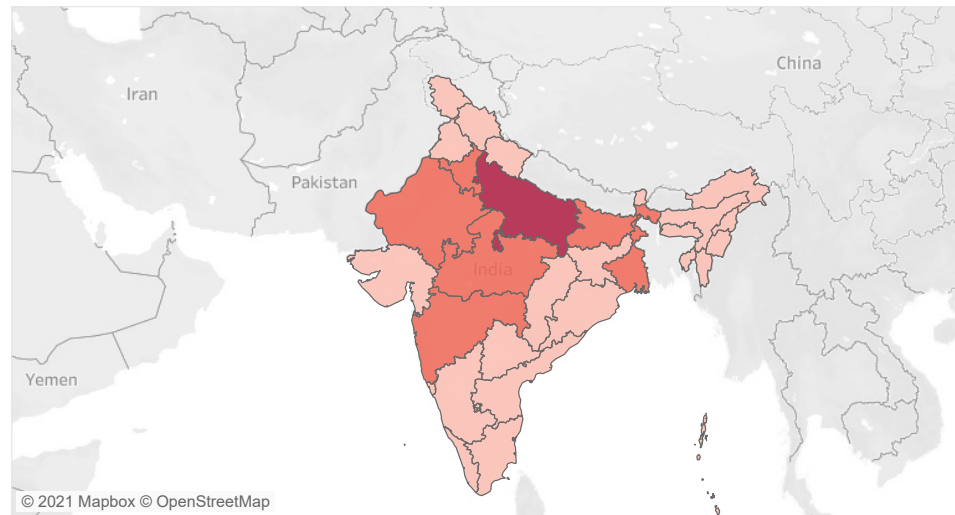 China
Iran
Pakistan
India
Yemen
© 2021 Mapbox © OpenStreetMap